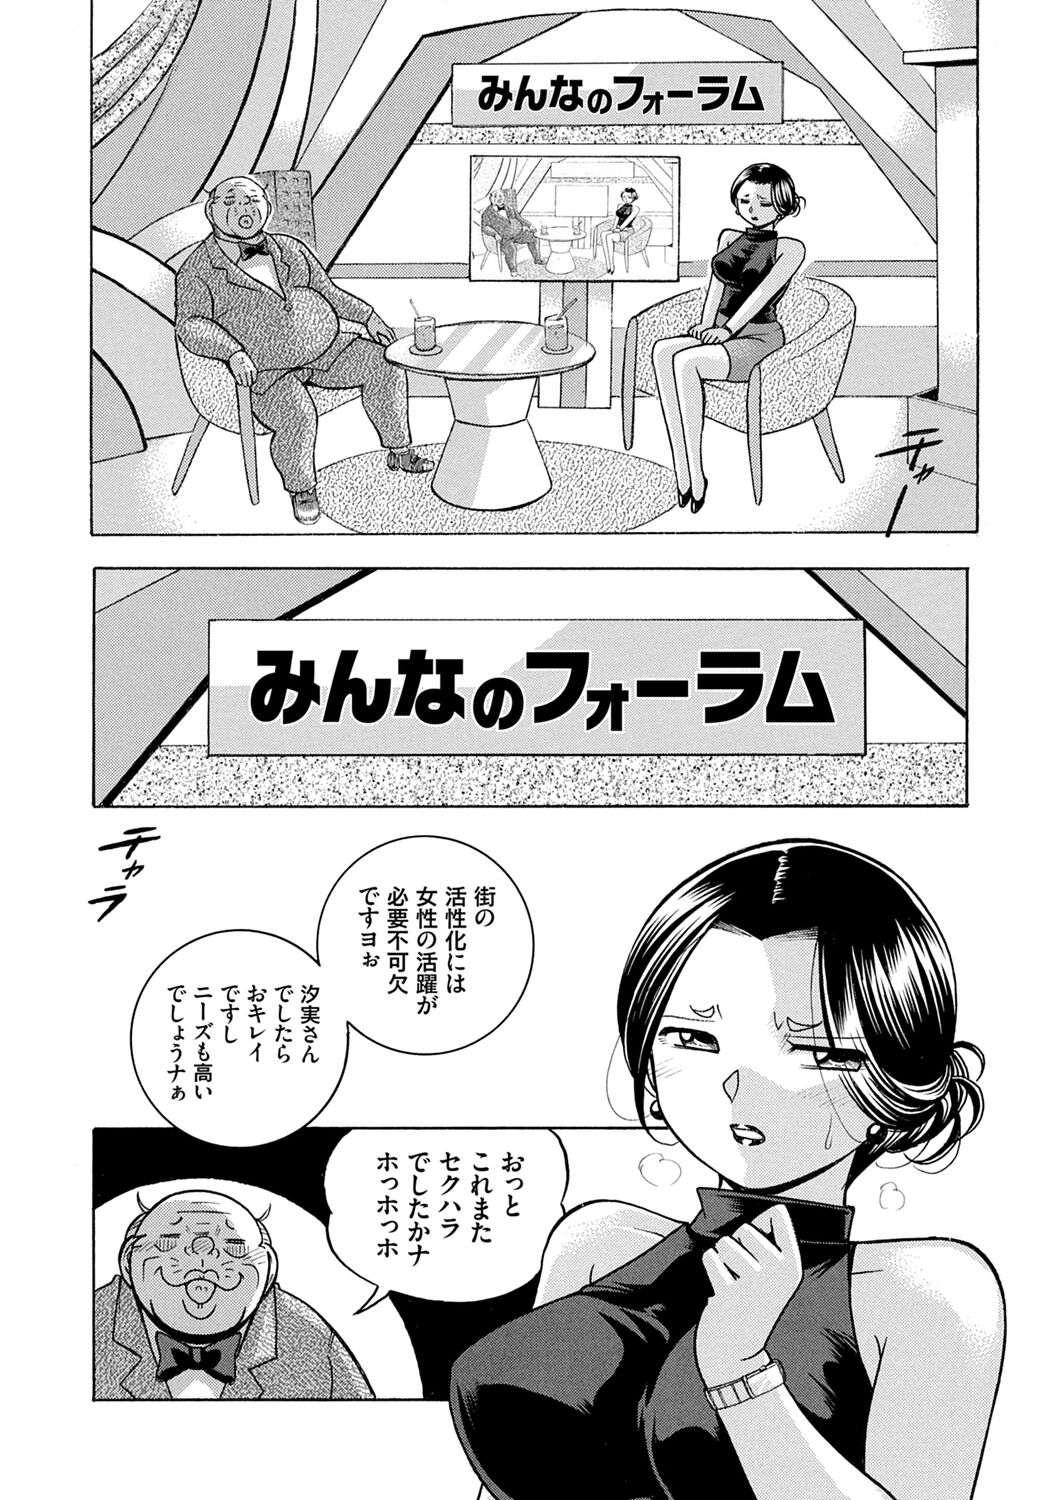 みんなのフォーラム
チャー
みんなのフォーラム
チャラ
街の
活性化には
女性の活躍が
必要不可欠
ですヨぉ
汐実さん
でしたら
おキレイ
ですし
ニーズも高い
でしょうナぁ
おっと
これまた
セクハラ
でしたかナ
ホっホっホ